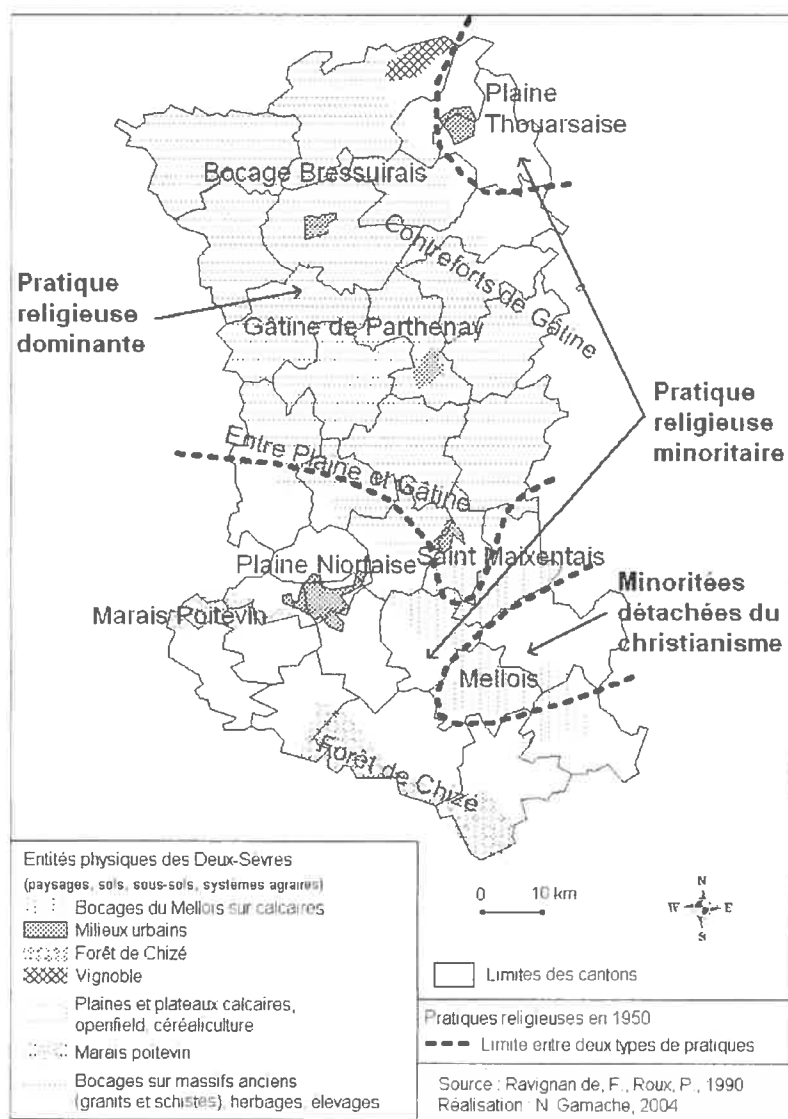 Plaine
Thouarsaise
Bocage Bressuirais
Contreforts de Gâtine
Pratique
religieuse
dominante
Gâtine de Parthenay
Pratique
religieuse
minoritaire
Entre Plaine et Gâtine
Saint Maixentais
Plaine Niortaise
Marais Poitevin
Minoritées
détachées du
christianisme
Mellois
Forêt de Chizé
Entités physiques des Deux-Sèvres
(paysages, sols, sous-sols, systèmes agraires)
Bocages du Mellois sur calcaires
Milieux urbains
Forêt de Chizé
Vignoble
Plaines et plateaux calcaires,
openfield, céréaliculture
Marais poitevin
Bocages sur massifs anciens
(granits et schistes), herbages, élevages
0 10 km
N
W E
S
Limites des cantons
Pratiques religieuses en 1950
Limite entre deux types de pratiques
Source : Ravignan de, F., Roux, P., 1990
Réalisation : N. Gamache, 2004